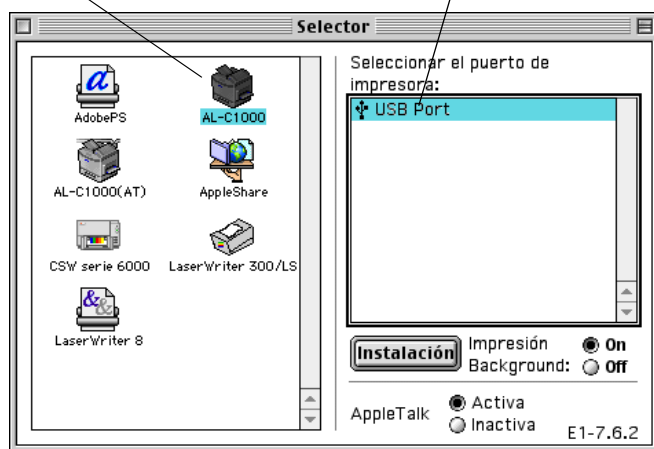 Selector
AdobePS
AL-C1000
AL-C1000(AT)
AppleShare
CSW serie 6000
LaserWriter 300/LS
LaserWriter 8
Seleccionar el puerto de
impresora:
USB Port
Instalación
Impresión
Background:
On
Off
AppleTalk
Activa
Inactiva
E1-7.6.2